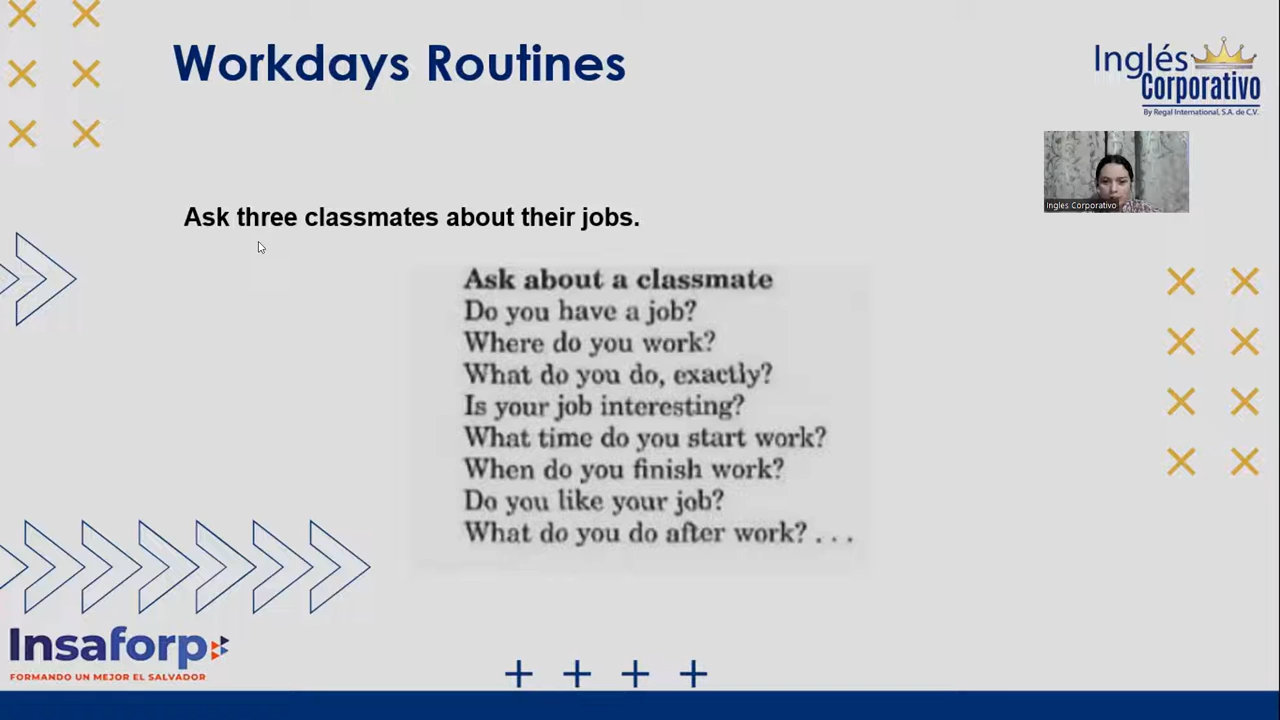 Workdays Routines
Inglés
Corporativo
By Regal International, S.A. de C.V.
Ingles Corporativo
Ask three classmates about their jobs.
Ask about a classmate
Do you have a job?
Where do you work?
What do you do, exactly?
Is your job interesting?
What time do you start work?
When do you finish work?
Do you like your job?
What do you do after work? . . .
Insaforp
FORMANDO UN MEJOR EL SALVADOR